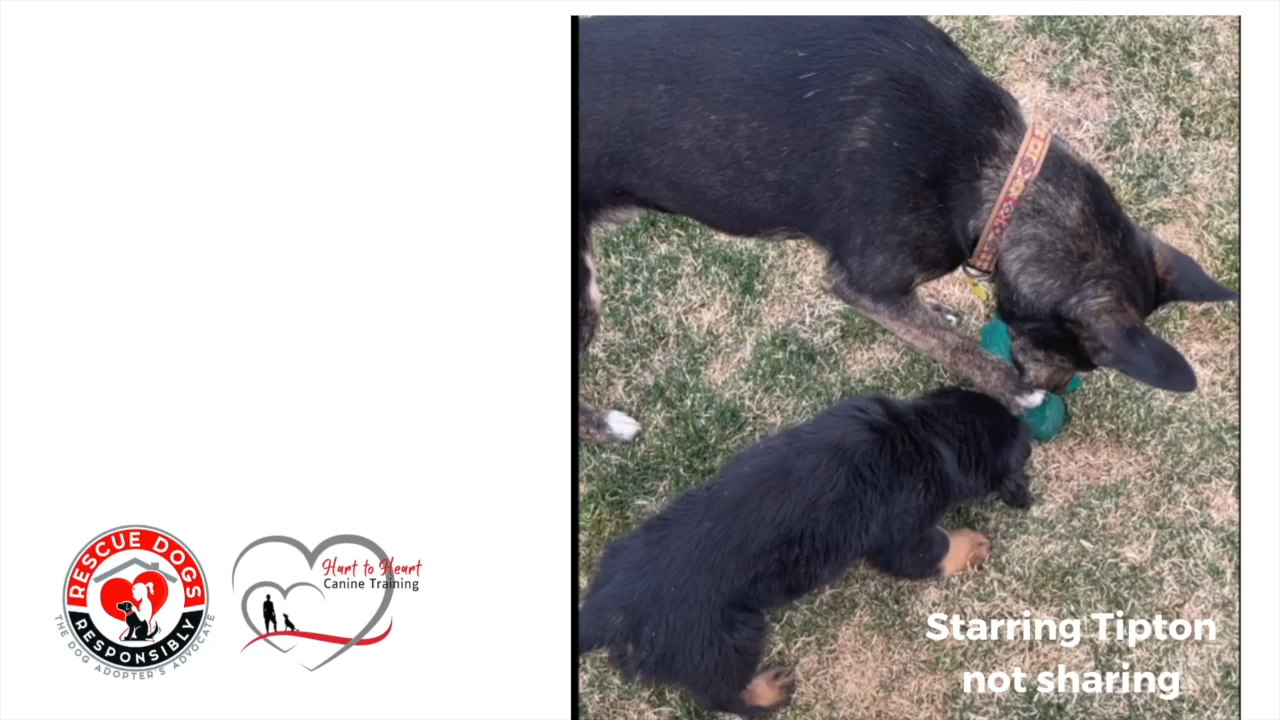 RESCUE DOGS
RESPONSIBLY
THE DOG ADOPTER'S ADVOCATE
Hart to Heart
Canine Training
Starring Tipton
not sharing